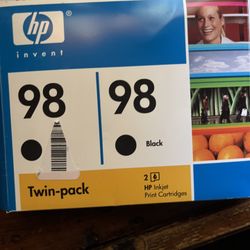 hp
invent
98 98
Black
Twin-pack
2 HP Inkjet
Print Cartridges